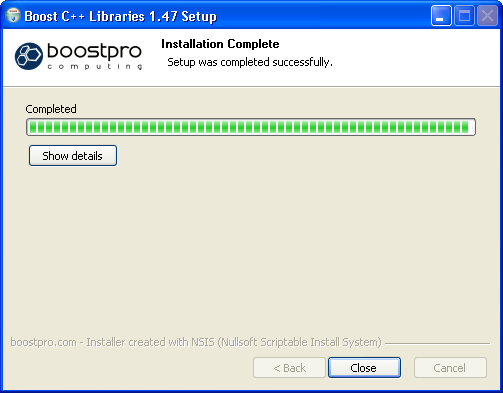 Boost C++ Libraries 1.47 Setup
boostpro
computing
Installation Complete
Setup was completed successfully.
Completed
Show details
boostpro.com - Installer created with NSIS (Nullsoft Scriptable Install System)
< Back
Close
Cancel